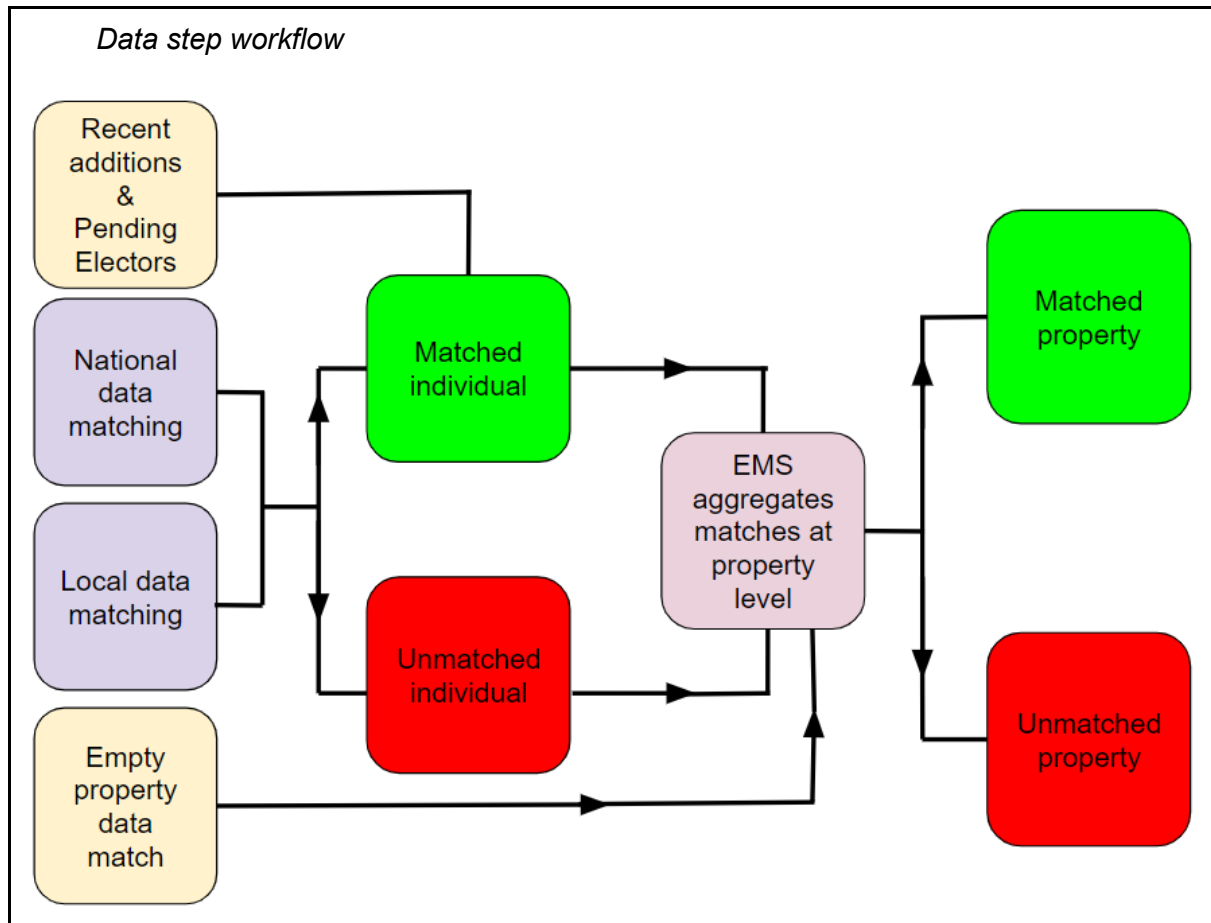 Data step workflow
Recent
additions
&
Pending
Electors
National
data
matching
Local data
matching
Empty
property
data
match
Matched
individual
Unmatched
individual
EMS
aggregates
matches at
property
level
Matched
property
Unmatched
property